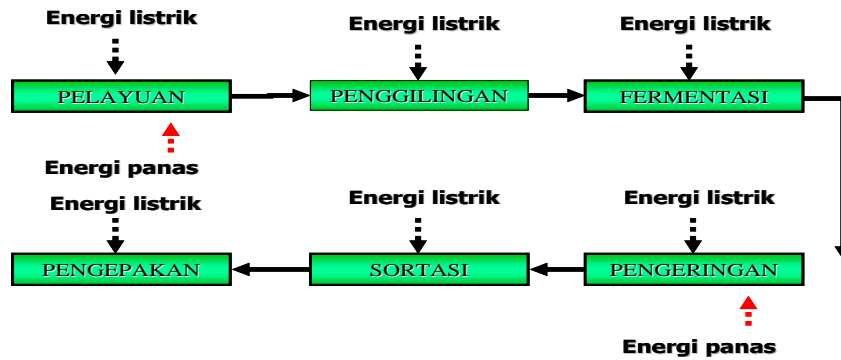 Energi listrik
Energi listrik
Energi listrik
PELAYUAN
PENGGILINGAN
FERMENTASI
Energi panas
Energi listrik
Energi listrik
Energi listrik
PENGEPAKAN
SORTASI
PENGERINGAN
Energi panas